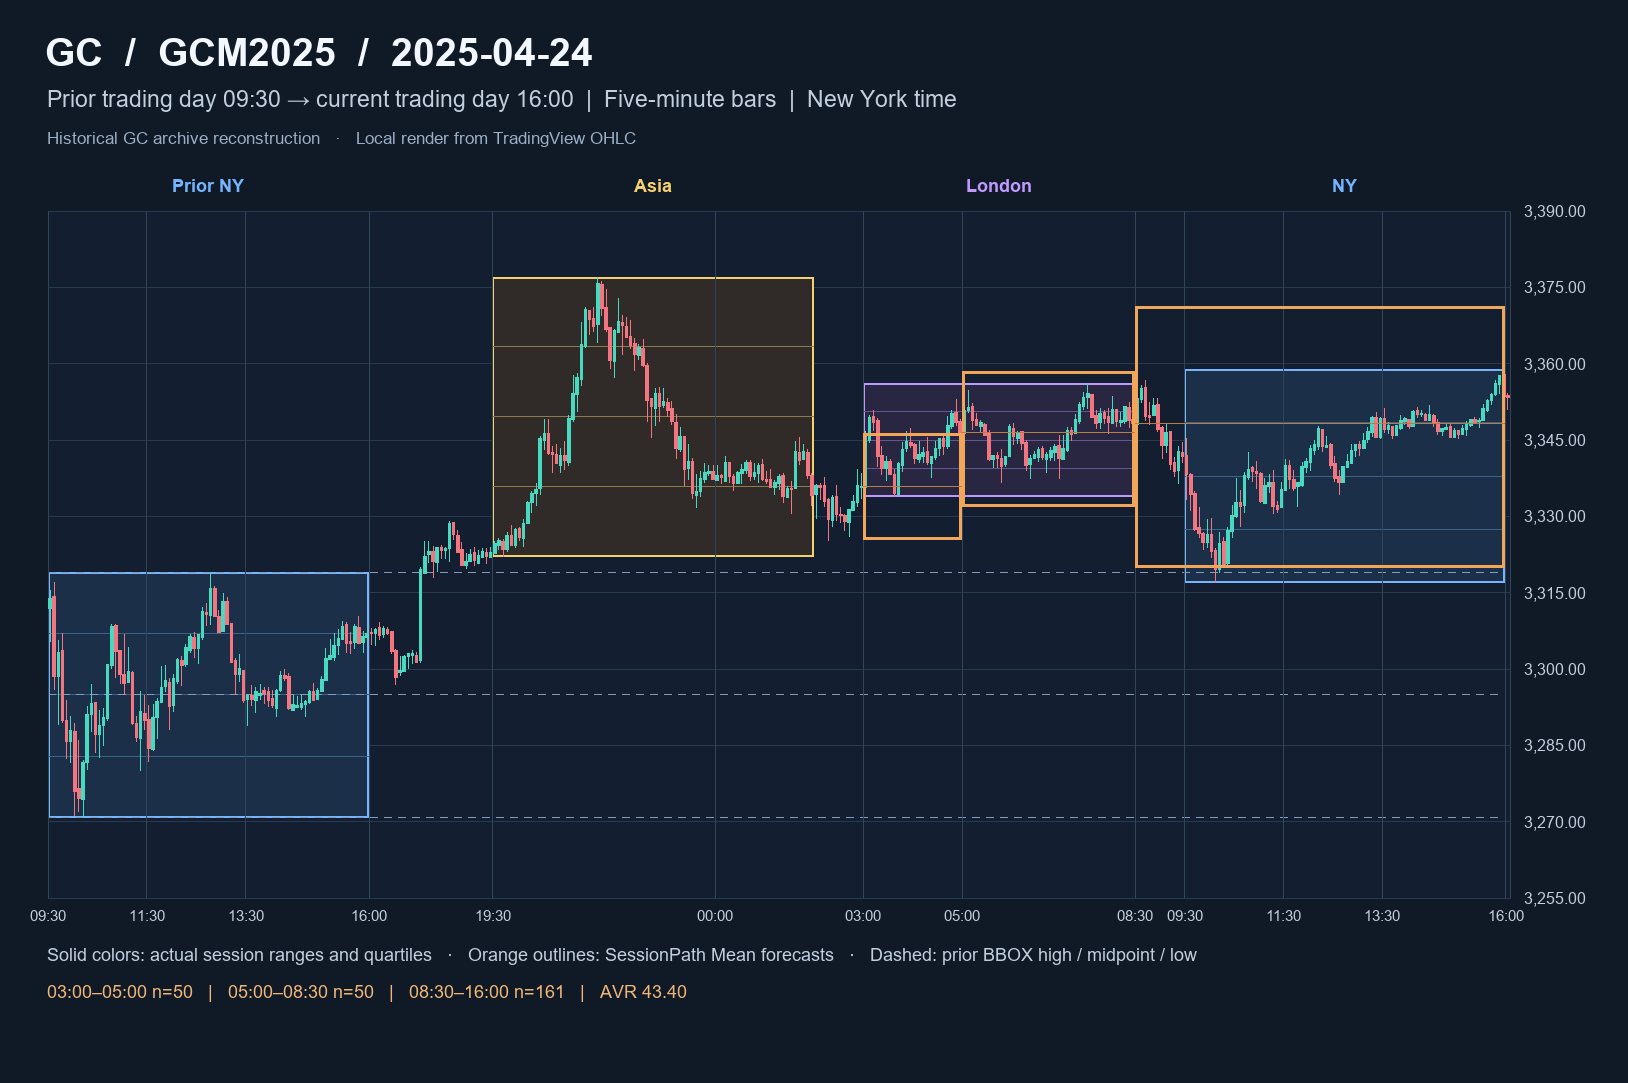 GC / GCM2025 / 2025-04-24
Prior trading day 09:30 → current trading day 16:00 | Five-minute bars | New York time
Historical GC archive reconstruction · Local render from TradingView OHLC
Prior NY Asia London NY
3,390.00
3,375.00
3,360.00
3,345.00
3,330.00
3,315.00
3,300.00
3,285.00
3,270.00
3,255.00
09:30 11:30 13:30 16:00 19:30 00:00 03:00 05:00 08:30 09:30 11:30 13:30 16:00
Solid colors: actual session ranges and quartiles · Orange outlines: SessionPath Mean forecasts · Dashed: prior BBOX high / midpoint / low
03:00–05:00 n=50 | 05:00–08:30 n=50 | 08:30–16:00 n=161 | AVR 43.40